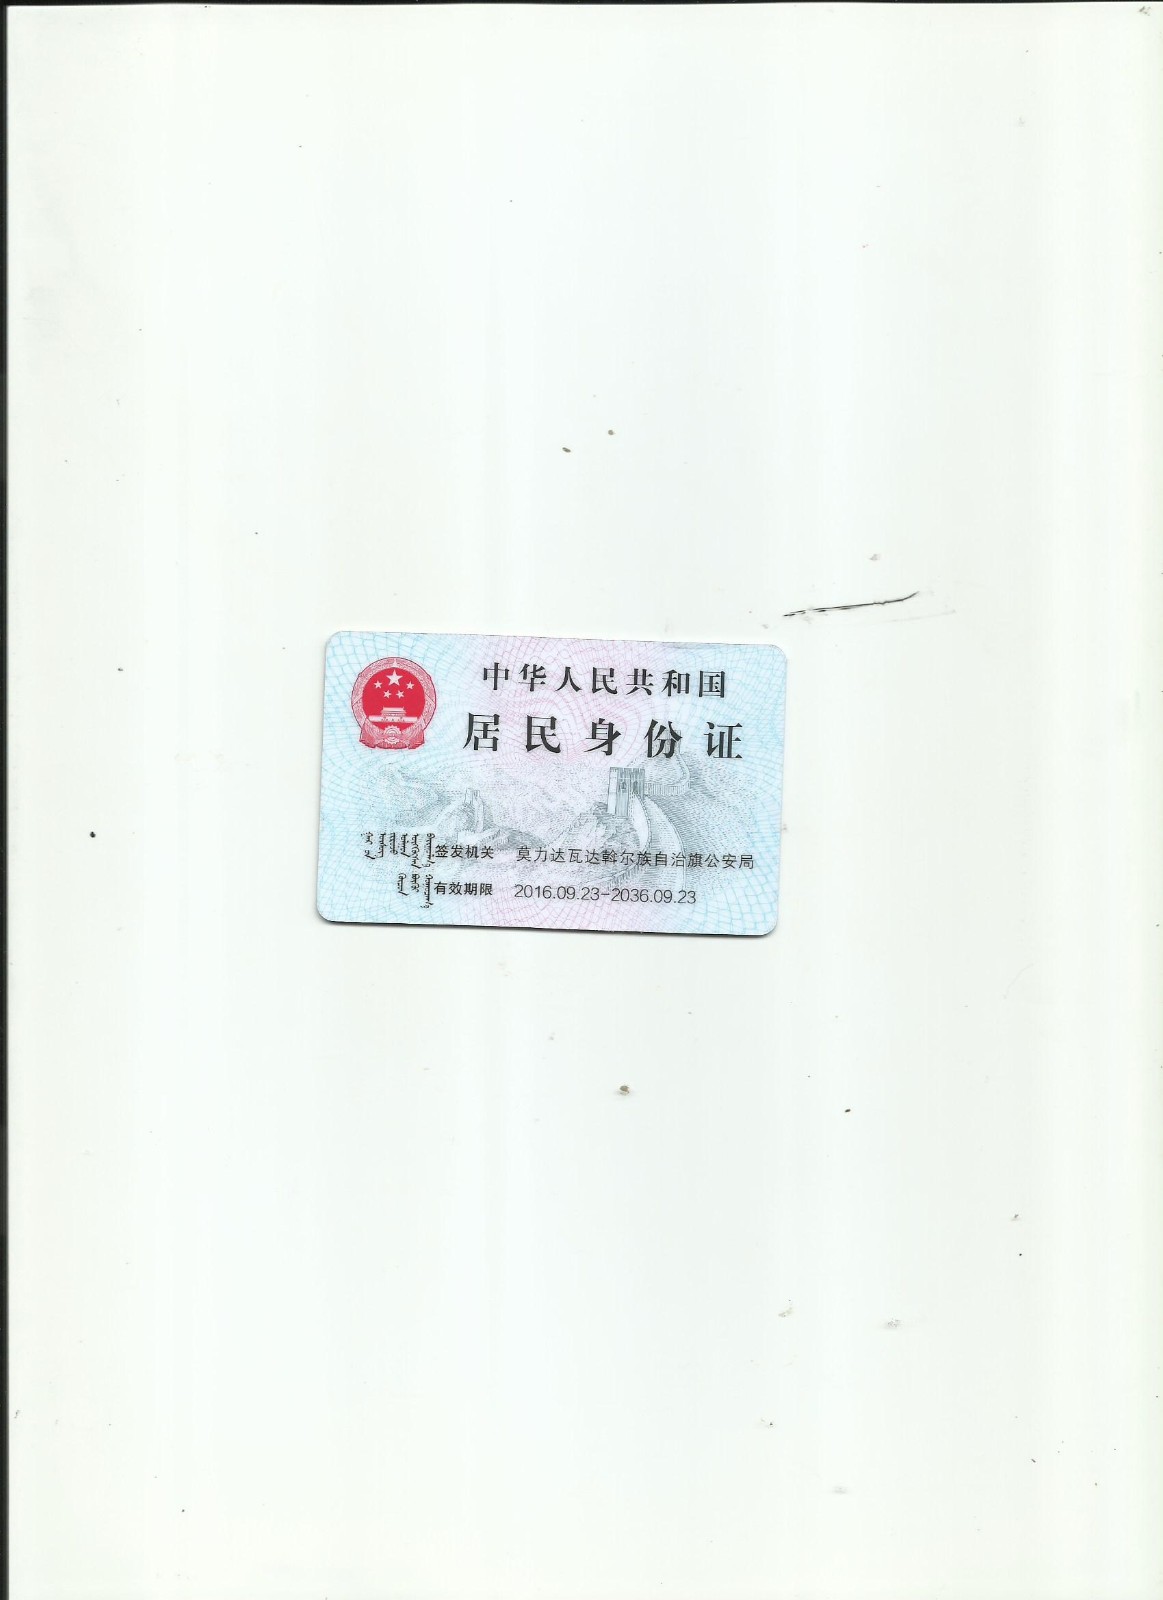 中华人民共和国
居民身份证
签发机关 莫力达瓦达斡尔族自治旗公安局
有效期限 2016.09.23-2036.09.23